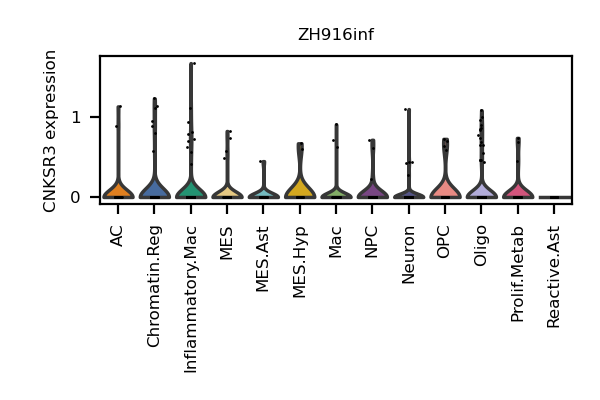 ZH916inf
CNKSR3 expression
1
0
AC
Chromatin.Reg
Inflammatory.Mac
MES
MES.Ast
MES.Hyp
Mac
NPC
Neuron
OPC
Oligo
Prolif.Metab
Reactive.Ast